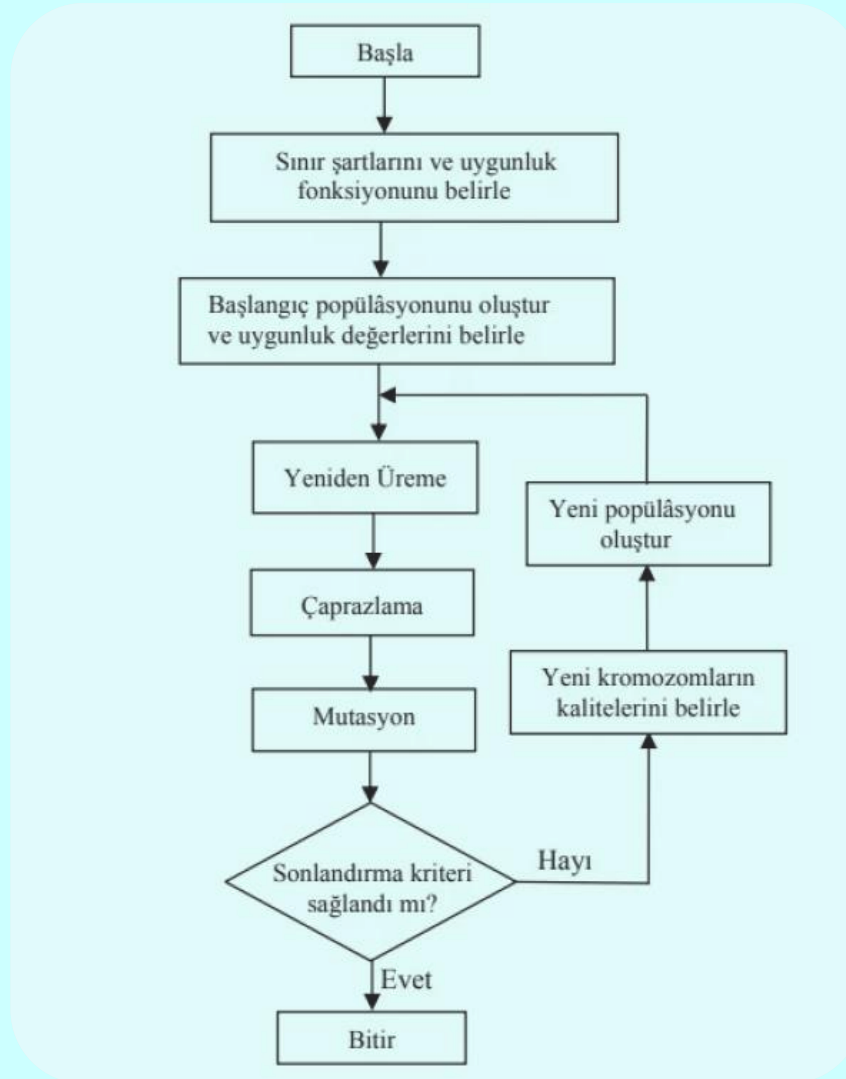 Başla
Sınır şartlarını ve uygunluk
fonksiyonunu belirle
Başlangıç popülâsyonunu oluştur
ve uygunluk değerlerini belirle
Yeniden Üreme
Çaprazlama
Mutasyon
Sonlandırma kriteri
sağlandı mı?
Hayı
Yeni kromozomların
kalitelerini belirle
Yeni popülâsyonu
oluştur
Evet
Bitir